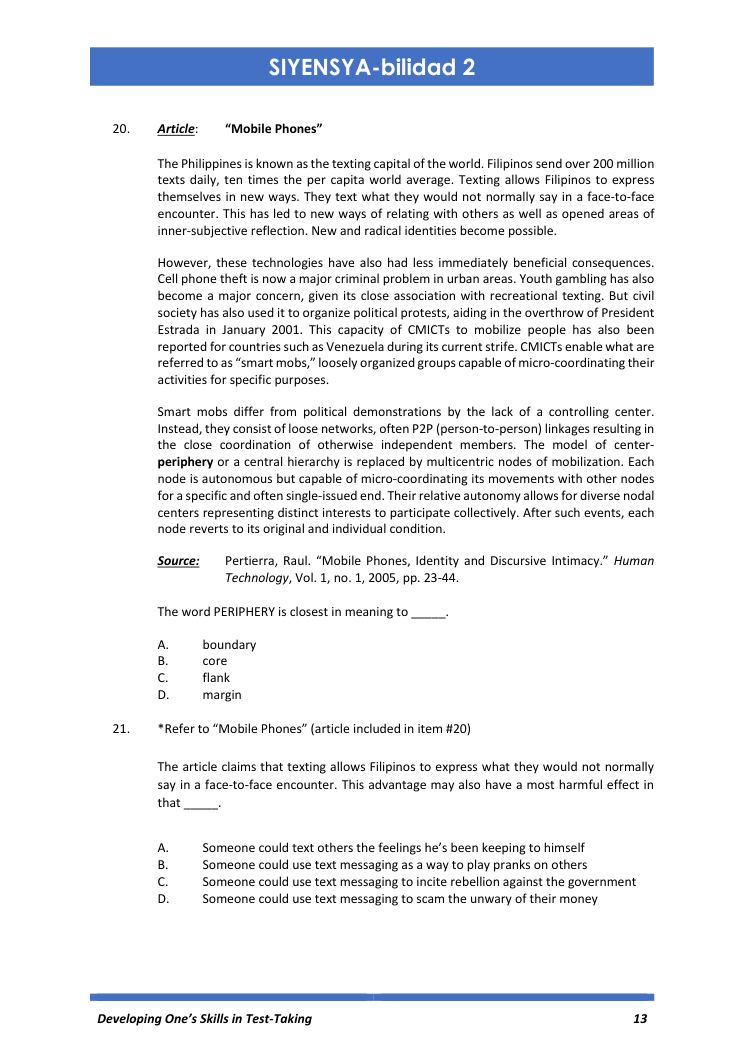 SIYENSYA-bilidad 2
20. Article: “Mobile Phones”
The Philippines is known as the texting capital of the world. Filipinos send over 200 million
texts daily, ten times the per capita world average. Texting allows Filipinos to express
themselves in new ways. They text what they would not normally say in a face-to-face
encounter. This has led to new ways of relating with others as well as opened areas of
inner-subjective reflection. New and radical identities become possible.
However, these technologies have also had less immediately beneficial consequences.
Cell phone theft is now a major criminal problem in urban areas. Youth gambling has also
become a major concern, given its close association with recreational texting. But civil
society has also used it to organize political protests, aiding in the overthrow of President
Estrada in January 2001. This capacity of CMICTs to mobilize people has also been
reported for countries such as Venezuela during its current strife. CMICTs enable what are
referred to as “smart mobs,” loosely organized groups capable of micro-coordinating their
activities for specific purposes.
Smart mobs differ from political demonstrations by the lack of a controlling center.
Instead, they consist of loose networks, often P2P (person-to-person) linkages resulting in
the close coordination of otherwise independent members. The model of center-
periphery or a central hierarchy is replaced by multicentric nodes of mobilization. Each
node is autonomous but capable of micro-coordinating its movements with other nodes
for a specific and often single-issued end. Their relative autonomy allows for diverse nodal
centers representing distinct interests to participate collectively. After such events, each
node reverts to its original and individual condition.
Source: Pertierra, Raul. “Mobile Phones, Identity and Discursive Intimacy.” Human
Technology, Vol. 1, no. 1, 2005, pp. 23-44.
The word PERIPHERY is closest in meaning to _____.
A. boundary
B. core
C. flank
D. margin
21. *Refer to “Mobile Phones” (article included in item #20)
The article claims that texting allows Filipinos to express what they would not normally
say in a face-to-face encounter. This advantage may also have a most harmful effect in
that _____.
A. Someone could text others the feelings he’s been keeping to himself
B. Someone could use text messaging as a way to play pranks on others
C. Someone could use text messaging to incite rebellion against the government
D. Someone could use text messaging to scam the unwary of their money
Developing One’s Skills in Test-Taking 13